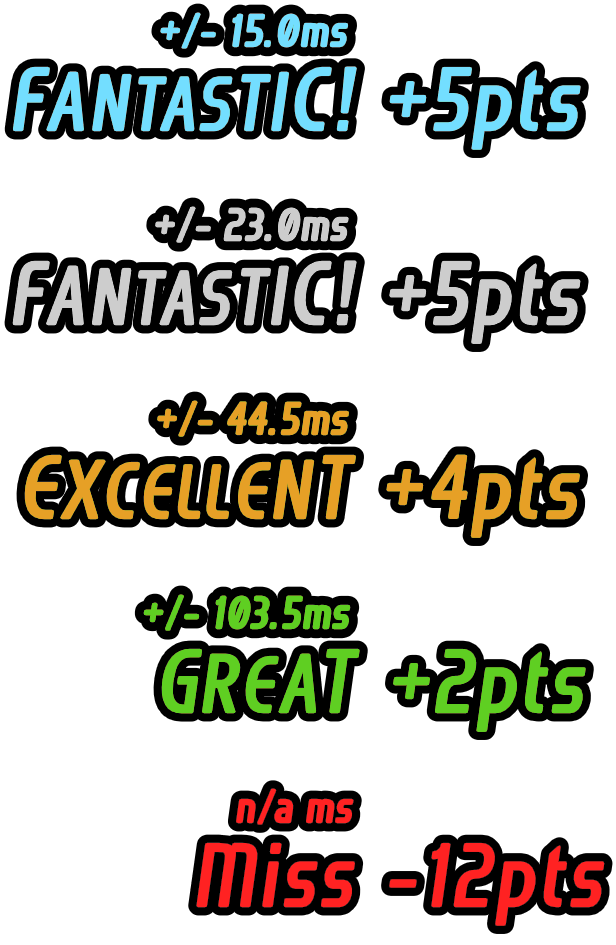 +/- 15.0ms
FANTASTIC! +5pts
+/- 23.0ms
FANTASTIC! +5pts
+/- 44.5ms
EXCELLENT +4pts
+/- 103.5ms
GREAT +2pts
n/a ms
Miss -12pts